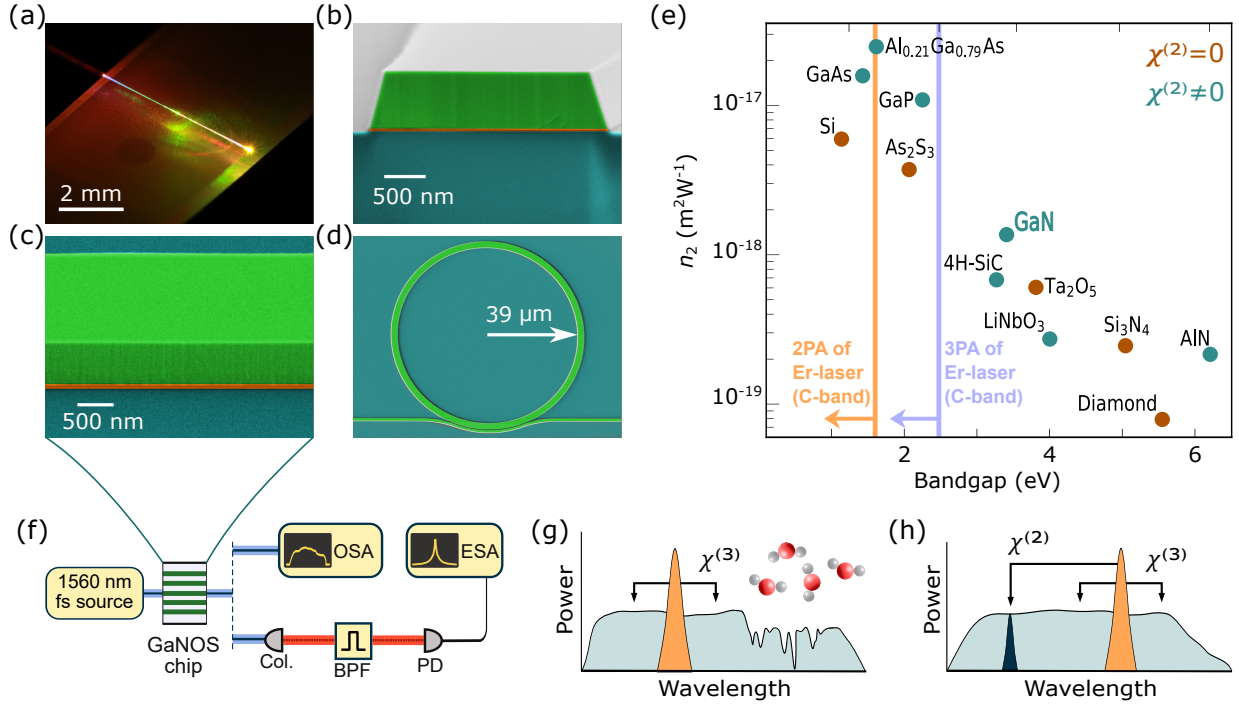 (a)
2 mm
(b)
500 nm
(c)
500 nm
(d)
39 µm
(e)
χ⁽²⁾=0
χ⁽²⁾≠0
Al₀.₂₁Ga₀.₇₉As
GaAs
GaP
Si
As₂S₃
GaN
4H-SiC
Ta₂O₅
LiNbO₃
Si₃N₄
AlN
Diamond
2PA of
Er-laser
(C-band)
3PA of
Er-laser
(C-band)
n₂ (m²W⁻¹)
10⁻¹⁷
10⁻¹⁸
10⁻¹⁹
2
4
6
Bandgap (eV)
(f)
1560 nm
fs source
GaNOS
chip
OSA
ESA
Col.
BPF
PD
(g)
χ⁽³⁾
Power
Wavelength
(h)
χ⁽²⁾
χ⁽³⁾
Power
Wavelength